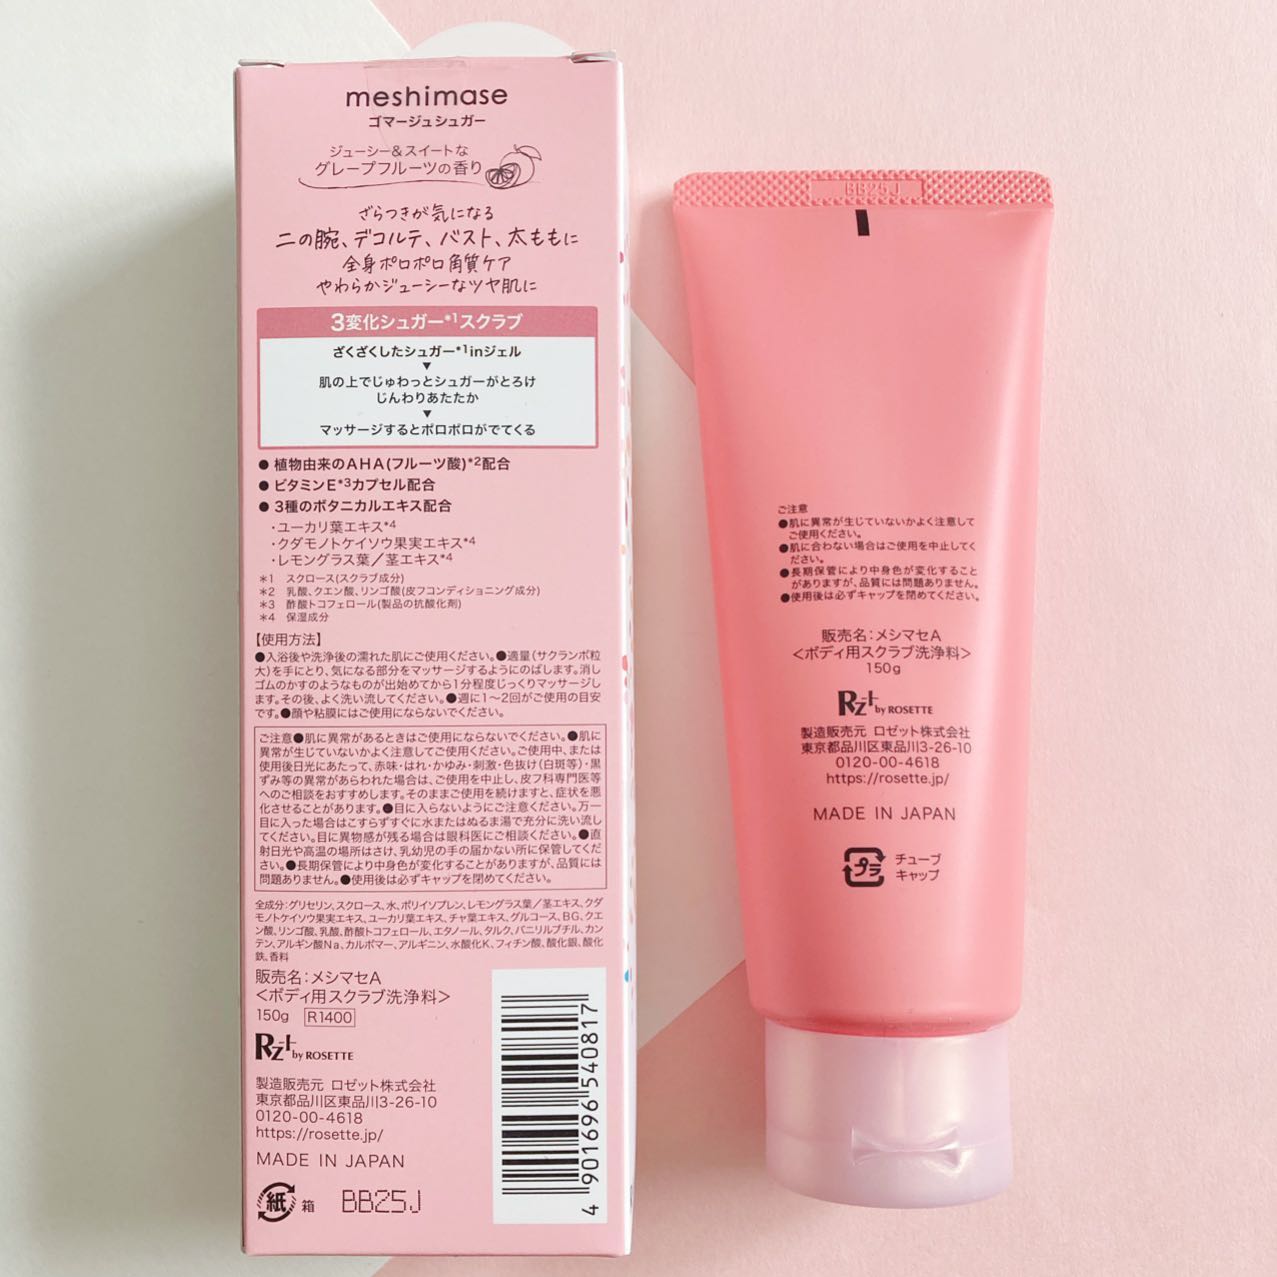 meshimase
ゴマージュシュガー
ジューシー&スイートな
グレープフルーツの香り
ざらつきが気になる
二の腕、デコルテ、バスト、太ももに
全身ポロポロ角質ケア
やわらかジューシーなツヤ肌に
3変化シュガー*1スクラブ
ざくざくしたシュガー*1inジェル
▼
肌の上でじゅわっとシュガーがとろけ
じんわりあたたか
▼
マッサージするとポロポロがでてくる
● 植物由来のAHA(フルーツ酸)*2配合
● ビタミンE*3カプセル配合
● 3種のボタニカルエキス配合
・ユーカリ葉エキス*4
・クダモノトケイソウ果実エキス*4
・レモングラス葉/茎エキス*4
*1 スクロース(スクラブ成分)
*2 乳酸、クエン酸、リンゴ酸(皮フコンディショニング成分)
*3 酢酸トコフェロール(製品の抗酸化剤)
*4 保湿成分
【使用方法】
●入浴後や洗浄後の濡れた肌にご使用ください。●適量(サクランボ粒
大)を手にとり、気になる部分をマッサージするようにのばします。消し
ゴムのかすのようなものが出始めてから1分程度じっくりマッサージし
ます。その後、よく洗い流してください。●週に1〜2回がご使用の目安
です。●顔や粘膜にはご使用にならないでください。
ご注意●肌に異常があるときはご使用にならないでください。●肌に
異常が生じていないかよく注意してご使用ください。ご使用中、または
使用後日光にあたって、赤味・はれ・かゆみ・刺激・色抜け(白斑等)・黒
ずみ等の異常があらわれた場合は、ご使用を中止し、皮フ科専門医等
へのご相談をおすすめします。そのままご使用を続けますと、症状を悪
化させることがあります。●目に入らないようにご注意ください。万一
目に入った場合はこすらずすぐに水またはぬるま湯で充分に洗い流し
てください。目に異物感が残る場合は眼科医にご相談ください。●直
射日光や高温の場所はさけ、乳幼児の手の届かない所に保管してくだ
さい。●長期保管により中身色が変化することがありますが、品質には
問題ありません。●使用後は必ずキャップを閉めてください。
全成分:グリセリン、スクロース、水、ポリイソプレン、レモングラス葉/茎エキス、クダ
モノトケイソウ果実エキス、ユーカリ葉エキス、チャ葉エキス、グルコース、BG、クエ
ン酸、リンゴ酸、乳酸、酢酸トコフェロール、エタノール、タルク、バニリルブチル、カン
テン、アルギン酸Na、カルボマー、アルギニン、水酸化K、フィチン酸、酸化銀、酸化
鉄、香料
販売名:メシマセA
<ボディ用スクラブ洗浄料>
150g R1400
Rz+ by ROSETTE
製造販売元 ロゼット株式会社
東京都品川区東品川3-26-10
0120-00-4618
https://rosette.jp/
MADE IN JAPAN
紙 箱 BB25J
4 901696 540817
BB25J
ご注意
●肌に異常が生じていないかよく注意して
ご使用ください。
●肌に合わない場合はご使用を中止してく
ださい。
●長期保管により中身色が変化すること
がありますが、品質には問題ありません。
●使用後は必ずキャップを閉めてください。
販売名:メシマセA
<ボディ用スクラブ洗浄料>
150g
Rz+ by ROSETTE
製造販売元 ロゼット株式会社
東京都品川区東品川3-26-10
0120-00-4618
https://rosette.jp/
MADE IN JAPAN
プラ チューブ
キャップ